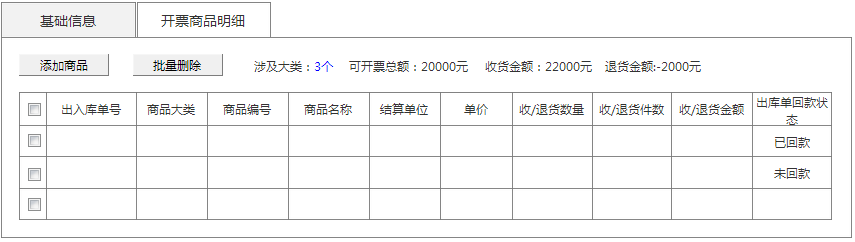 基础信息 开票商品明细
添加商品 批量删除 涉及大类：3个 可开票总额：20000元 收货金额：22000元 退货金额:-2000元
出入库单号 商品大类 商品编号 商品名称 结算单位 单价 收/退货数量 收/退货件数 收/退货金额 出库单回款状
态
已回款
未回款